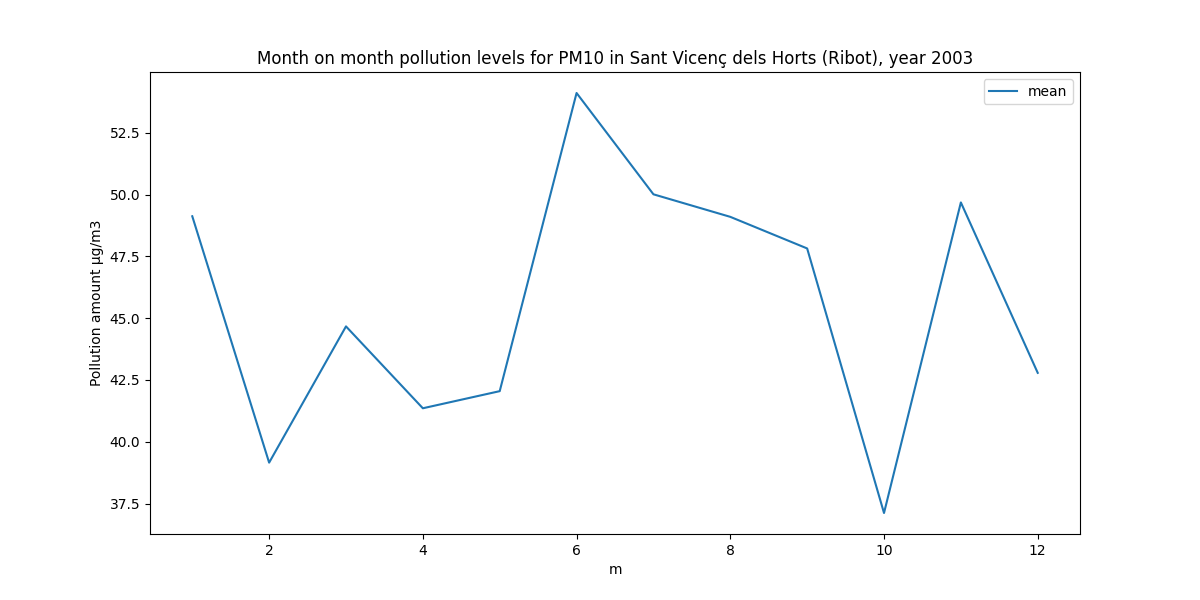 Month on month pollution levels for PM10 in Sant Vicenç dels Horts (Ribot), year 2003
mean
Pollution amount µg/m3
52.5
50.0
47.5
45.0
42.5
40.0
37.5
2 4 6 8 10 12
m